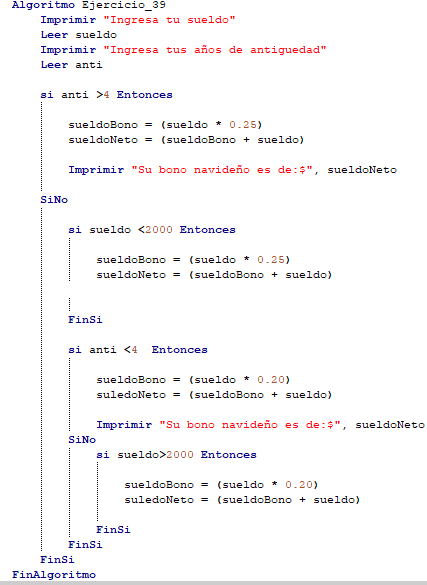 Algoritmo Ejercicio_39
Imprimir "Ingresa tu sueldo"
Leer sueldo
Imprimir "Ingresa tus años de antiguedad"
Leer anti
si anti >4 Entonces
sueldoBono = (sueldo * 0.25)
sueldoNeto = (sueldoBono + sueldo)
Imprimir "Su bono navideño es de:$", sueldoNeto
SiNo
si sueldo <2000 Entonces
sueldoBono = (sueldo * 0.25)
sueldoNeto = (sueldoBono + sueldo)
FinSi
si anti <4 Entonces
sueldoBono = (sueldo * 0.20)
suledoNeto = (sueldoBono + sueldo)
Imprimir "Su bono navideño es de:$", sueldoNeto
SiNo
si sueldo>2000 Entonces
sueldoBono = (sueldo * 0.20)
suledoNeto = (sueldoBono + sueldo)
FinSi
FinSi
FinSi
FinAlgoritmo